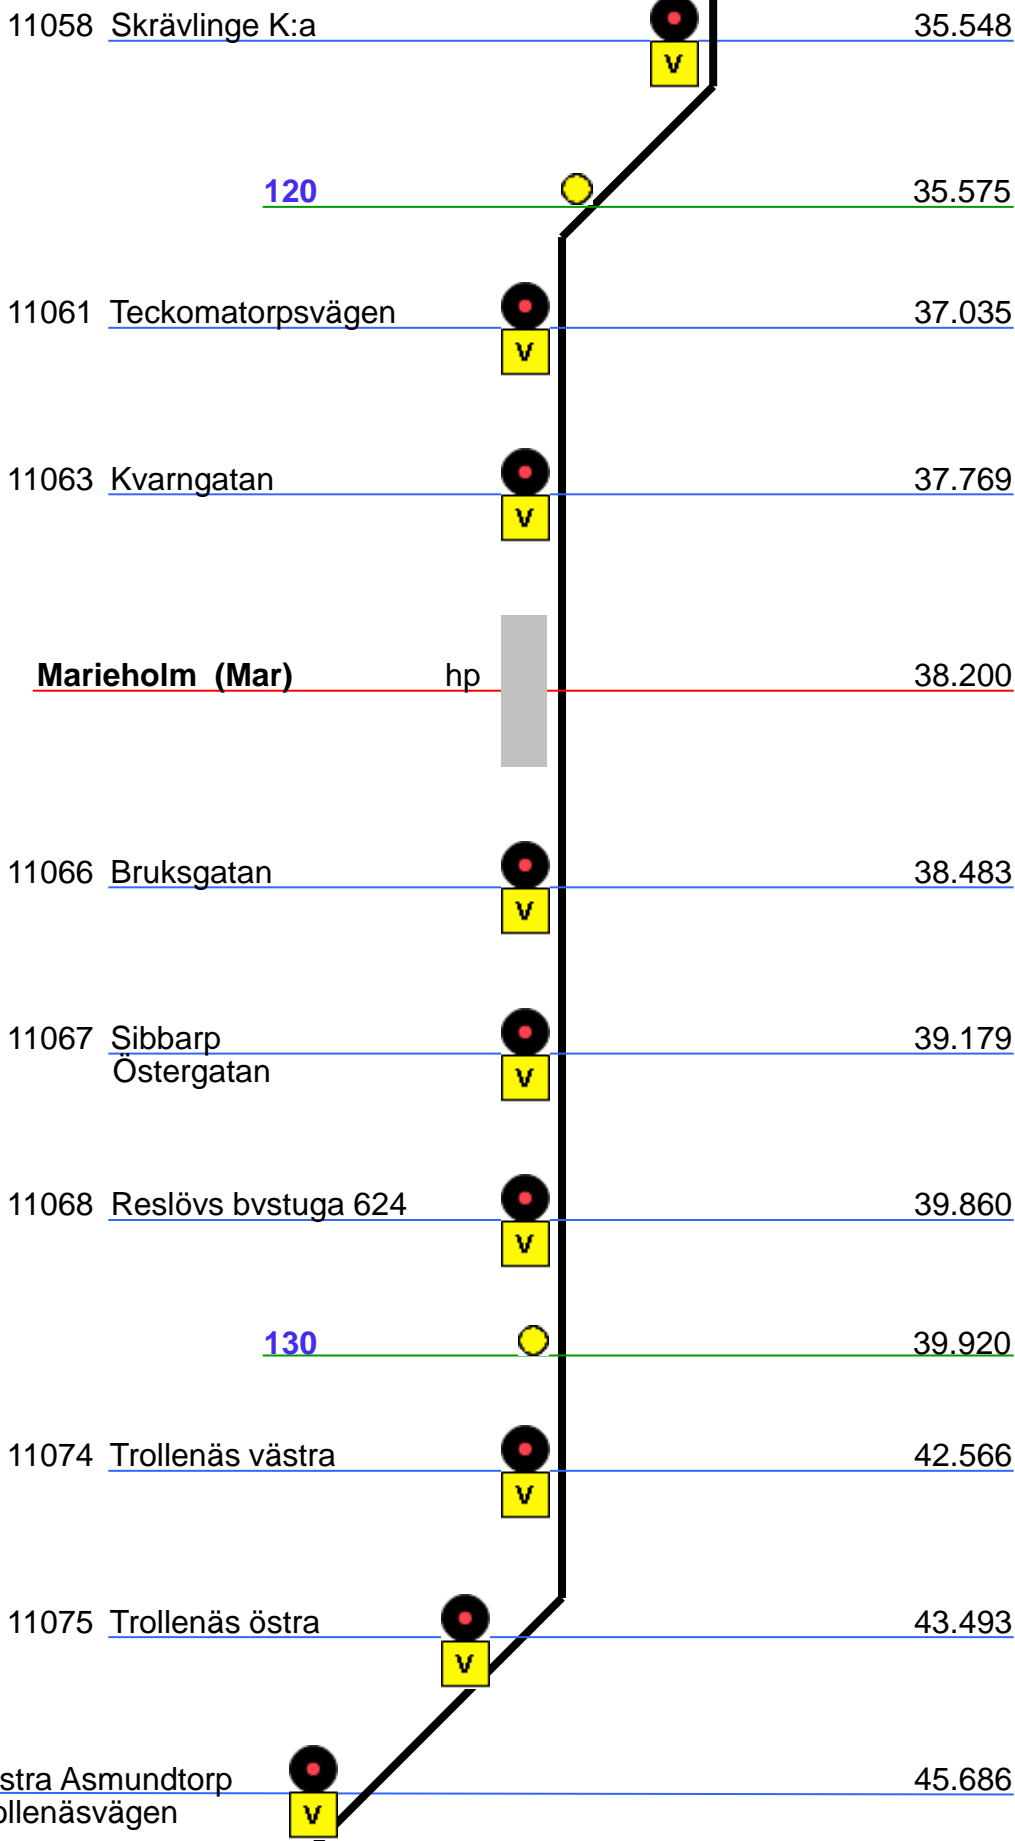 11058 Skrävlinge K:a 35.548
V
120 35.575
11061 Teckomatorpsvägen 37.035
V
11063 Kvarngatan 37.769
V
Marieholm (Mar) hp 38.200
11066 Bruksgatan 38.483
V
11067 Sibbarp 39.179
Östergatan
V
11068 Reslövs bvstuga 624 39.860
V
130 39.920
11074 Trollenäs västra 42.566
V
11075 Trollenäs östra 43.493
V
stra Asmundtorp 45.686
ollenäsvägen
V